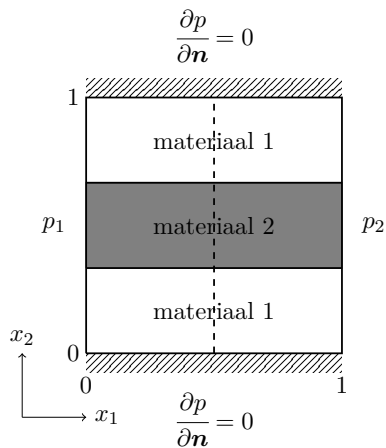 ∂p/∂n = 0
1
materiaal 1
materiaal 2
p₁
p₂
materiaal 1
x₂
0
0
1
x₁
∂p/∂n = 0